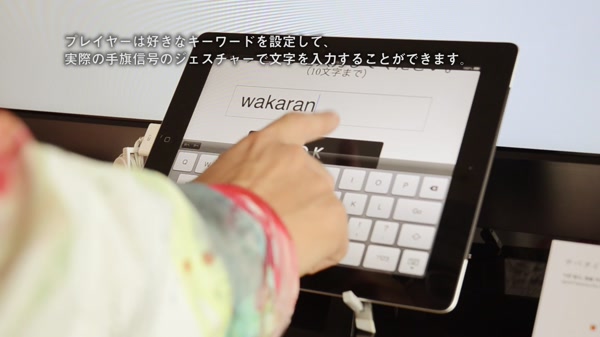 プレイヤーは好きなキーワードを設定して、
実際の手旗信号のジェスチャーで文字を入力することができます。
(10文字まで)
wakaran
Q W I O P
K L Go
! ?
.?123